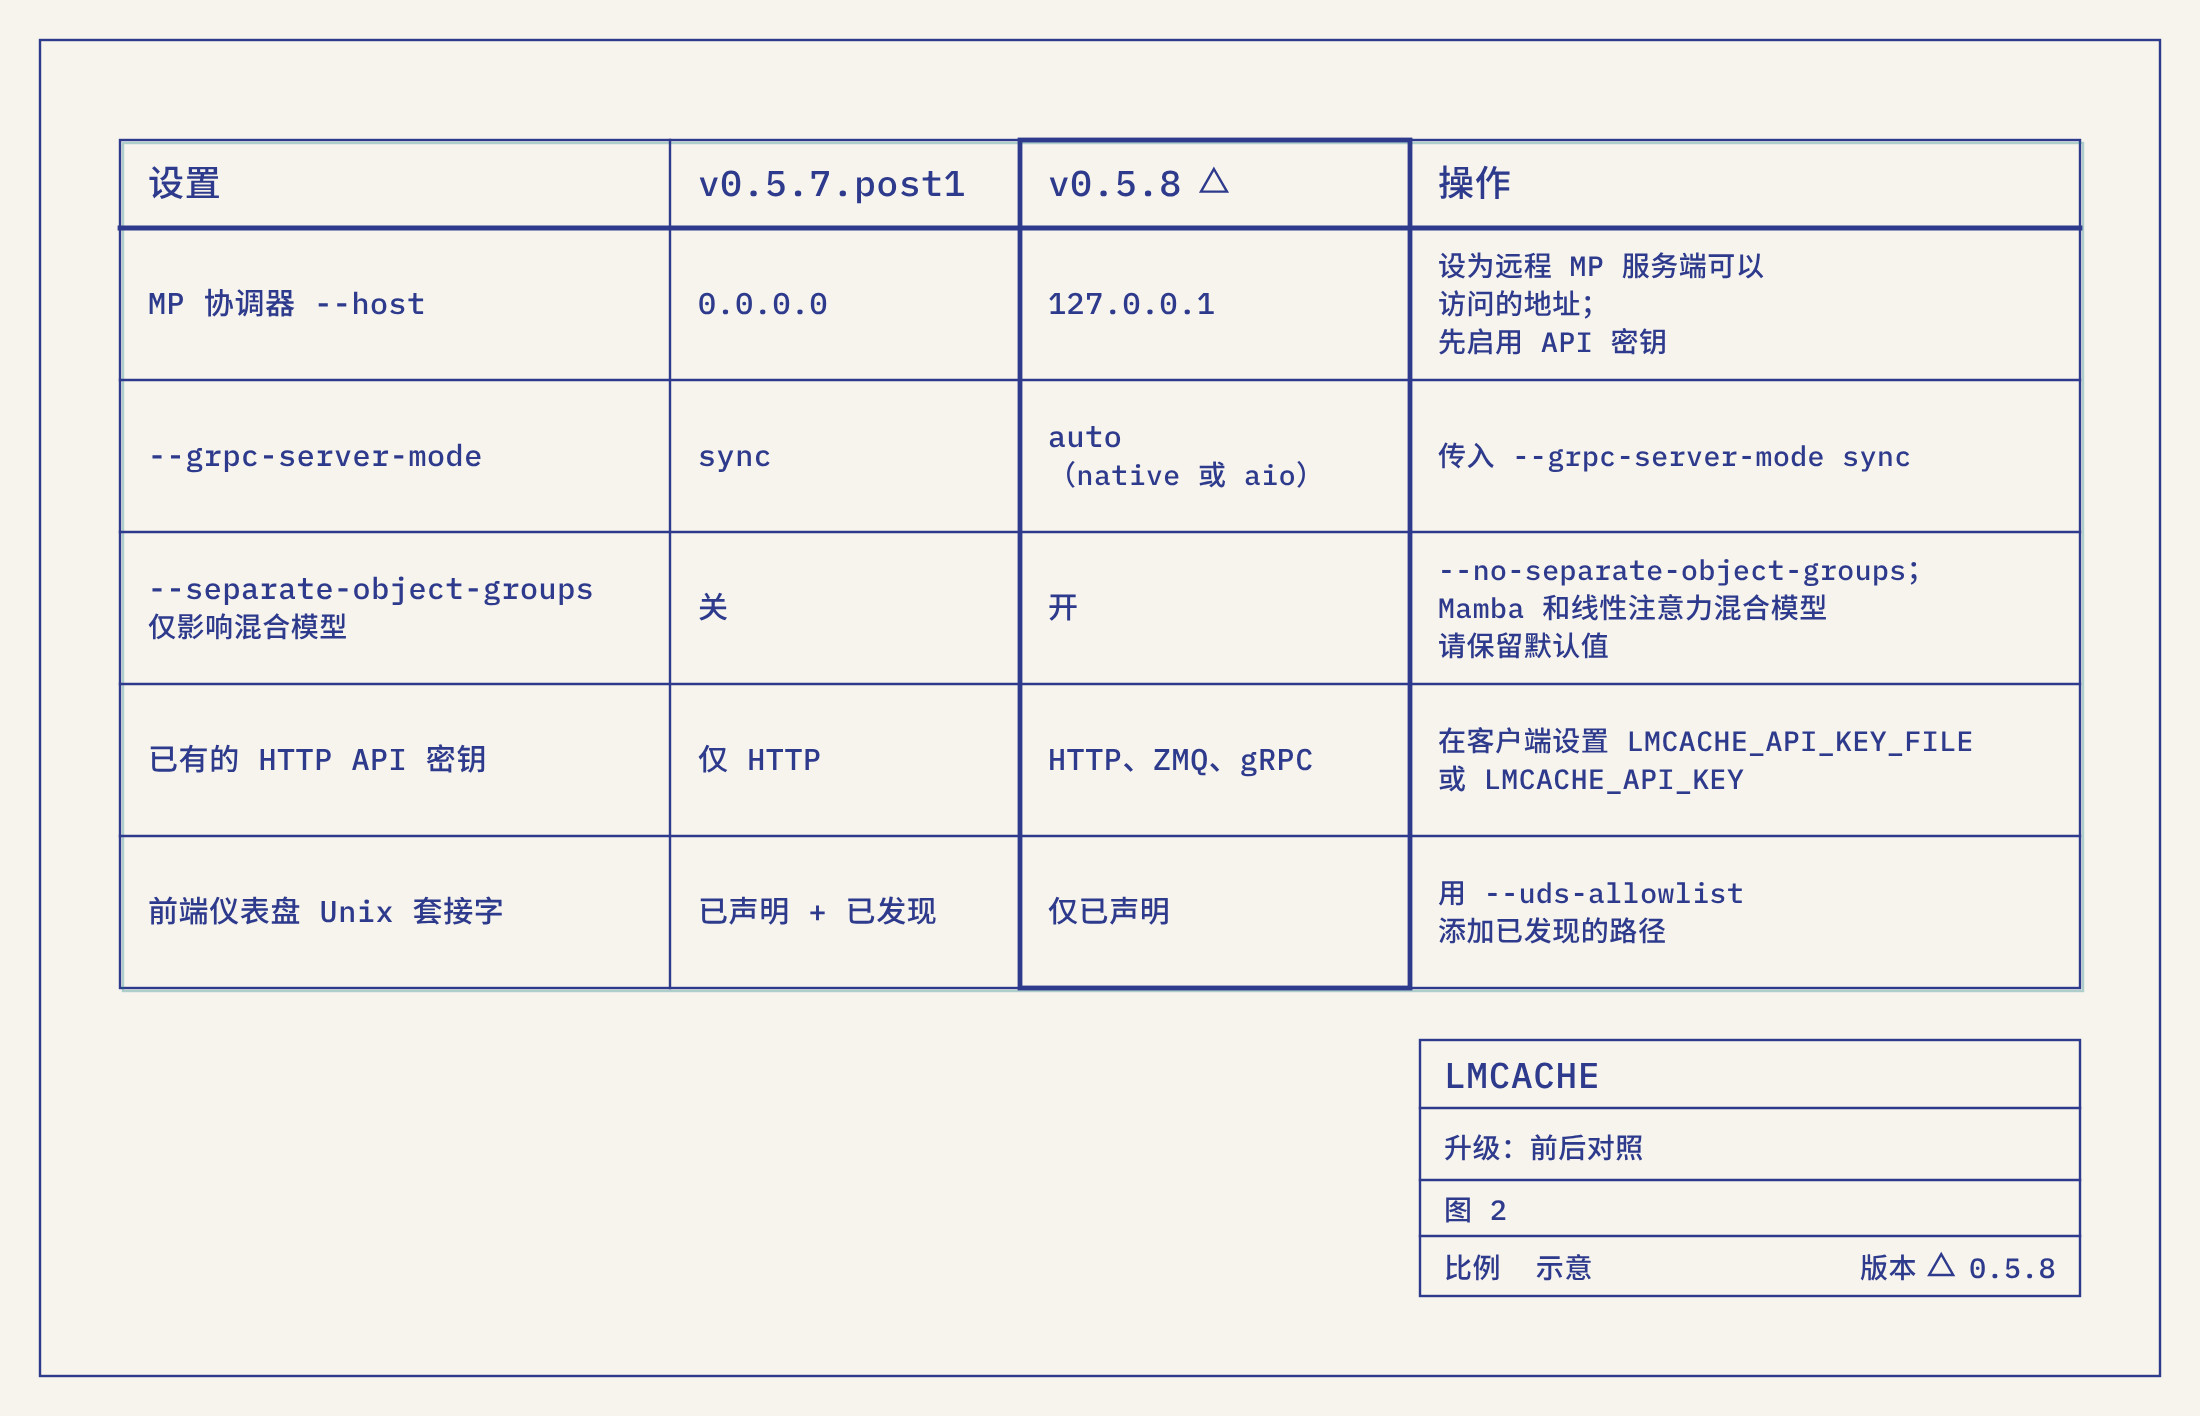 设置
v0.5.7.post1
v0.5.8 △
操作
MP 协调器 --host
0.0.0.0
127.0.0.1
设为远程 MP 服务端可以
访问的地址；
先启用 API 密钥
--grpc-server-mode
sync
auto
（native 或 aio）
传入 --grpc-server-mode sync
--separate-object-groups
仅影响混合模型
关
开
--no-separate-object-groups；
Mamba 和线性注意力混合模型
请保留默认值
已有的 HTTP API 密钥
仅 HTTP
HTTP、ZMQ、gRPC
在客户端设置 LMCACHE_API_KEY_FILE
或 LMCACHE_API_KEY
前端仪表盘 Unix 套接字
已声明 + 已发现
仅已声明
用 --uds-allowlist
添加已发现的路径
LMCACHE
升级：前后对照
图 2
比例 示意
版本 △ 0.5.8